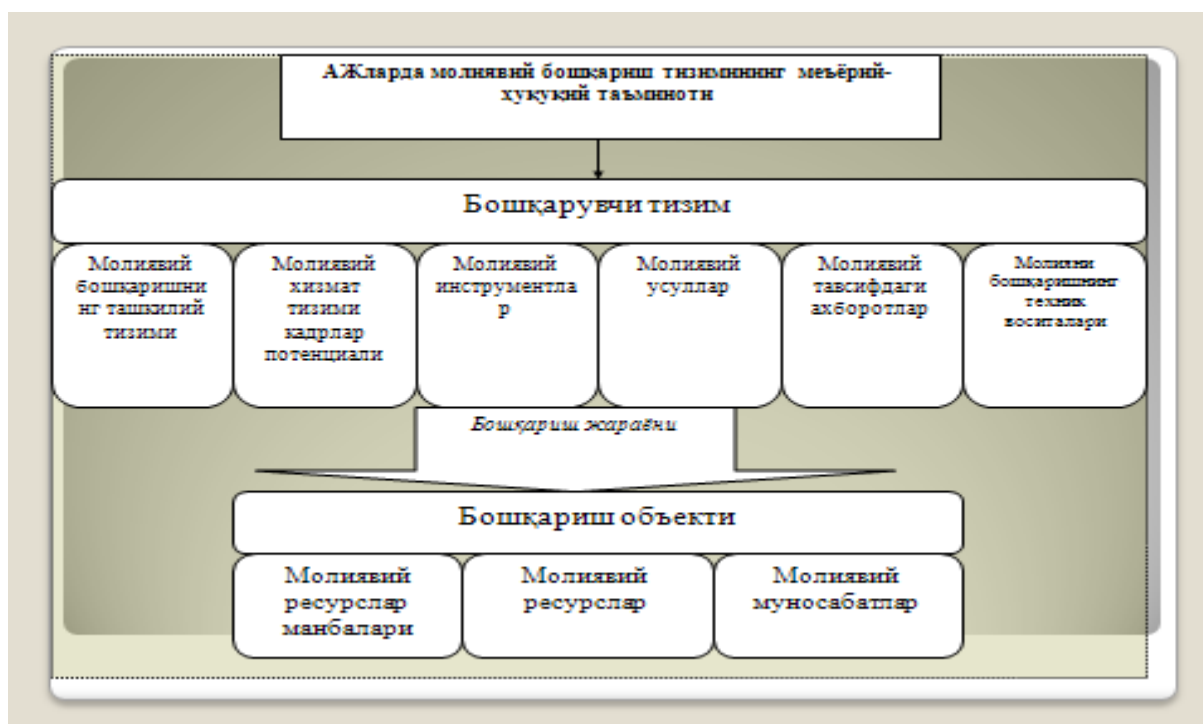 АЖларда молиявий бошқариш тизимининг меъёрий-
ҳуқуқий таъминоти
Бошқарувчи тизим
Молиявий
бошқаришни
нг ташкилий
тизими
Молиявий
хизмат
тизими
кадрлар
потенциали
Молиявий
инструментла
р
Молиявий
усуллар
Молиявий
тавсифдаги
ахборотлар
Молияни
бошқаришнинг
техник
воситалари
Бошқариш жараёни
Бошқариш объекти
Молиявий
ресурслар
манбалари
Молиявий
ресурслар
Молиявий
муносабатлар